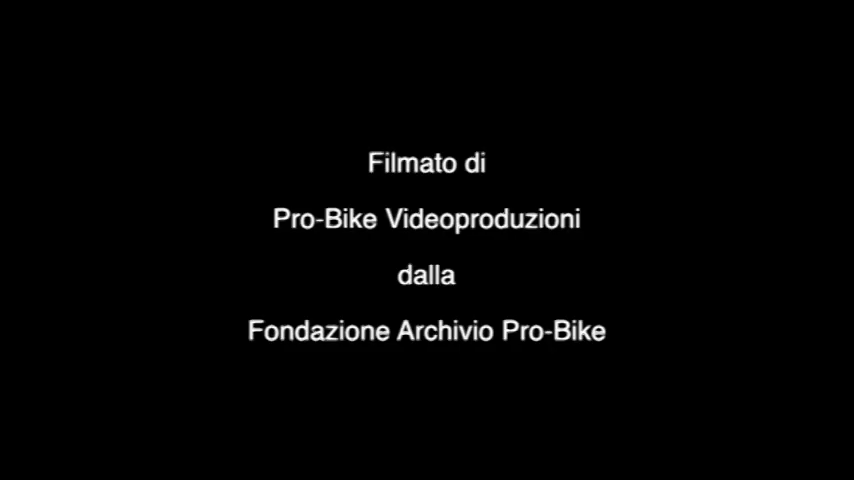 Filmato di
Pro-Bike Videoproduzioni
dalla
Fondazione Archivio Pro-Bike